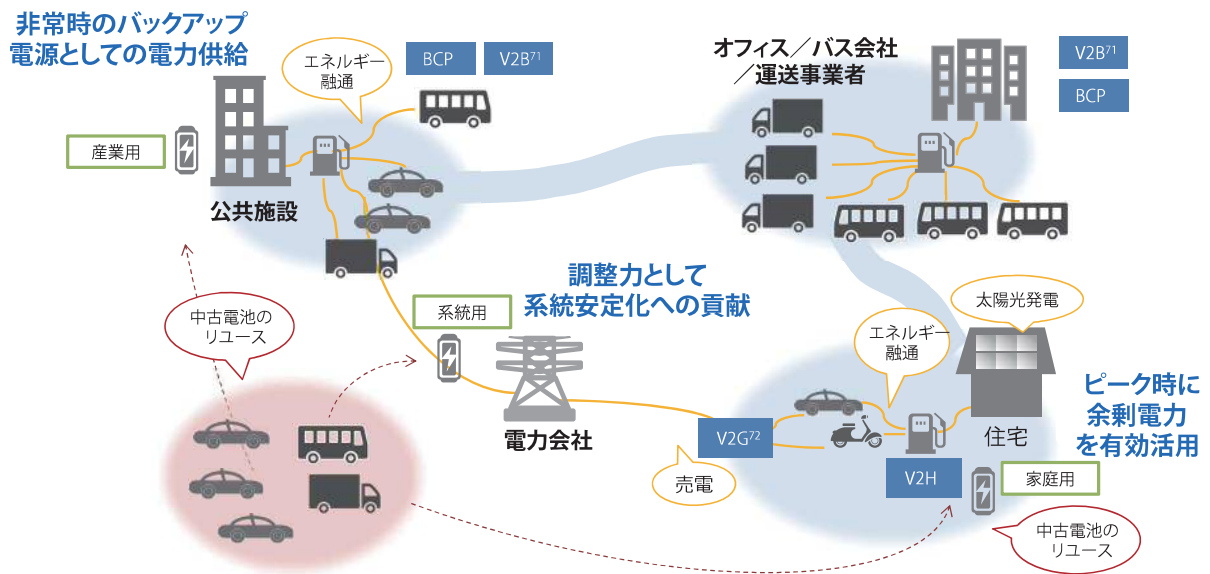 非常時のバックアップ
電源としての電力供給
エネルギー
融通
BCP
V2B71
産業用
公共施設
オフィス／バス会社
／運送事業者
V2B71
BCP
中古電池の
リユース
調整力として
系統安定化への貢献
系統用
電力会社
太陽光発電
エネルギー
融通
ピーク時に
余剰電力
を有効活用
住宅
V2G72
売電
V2H
家庭用
中古電池の
リユース